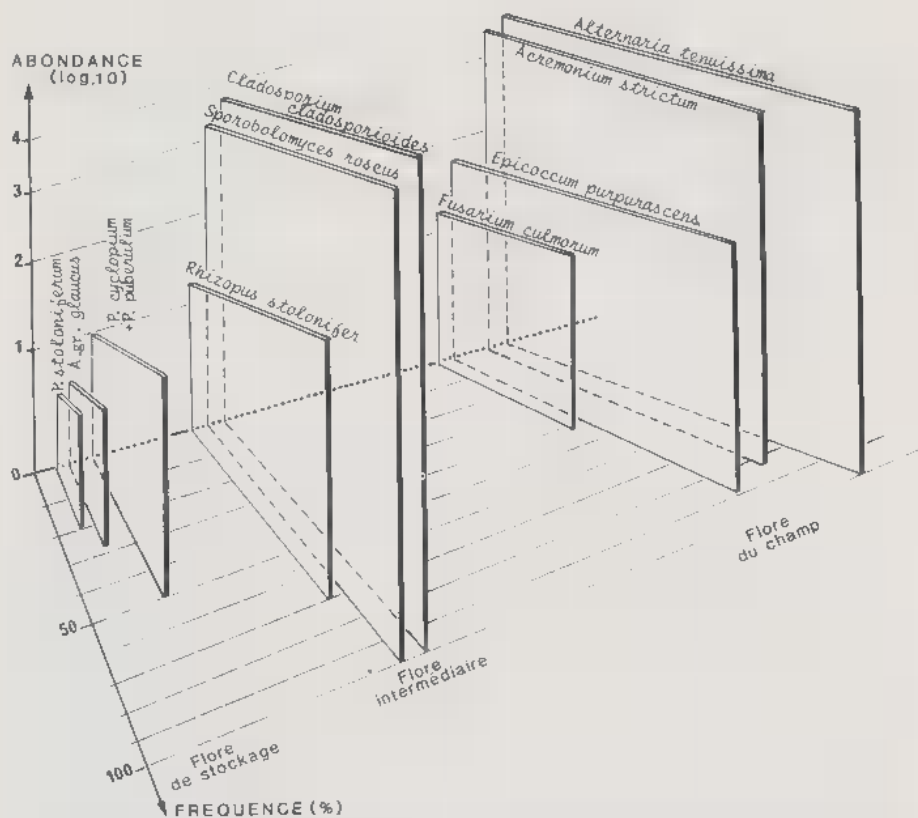 ABONDANCE
(log.10)
4
3
2
1
0
50
100
FREQUENCE (%)
P. stoloniferum
A. gr. glaucus
P. cyclopium
+ P. puberulum
Rhizopus stolonifer
Sporobolomyces roseus
Cladosporium
cladosporioides
Fusarium culmorum
Epicoccum purpurascens
Acremonium strictum
Alternaria tenuissima
Flore
de stockage
Flore
intermédiaire
Flore
du champ